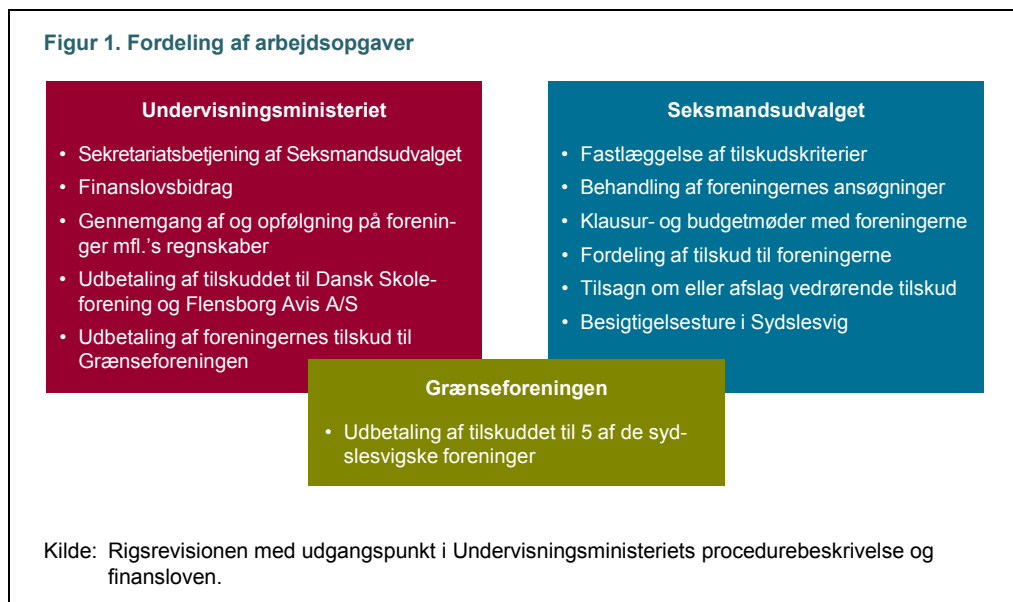 Figur 1. Fordeling af arbejdsopgaver
Undervisningsministeriet
• Sekretariatsbetjening af Seksmandsudvalget
• Finanslovsbidrag
• Gennemgang af og opfølgning på forenin-
ger mfl.'s regnskaber
• Udbetaling af tilskuddet til Dansk Skole-
forening og Flensborg Avis A/S
• Udbetaling af foreningernes tilskud til
Grænseforeningen
Seksmandsudvalget
• Fastlæggelse af tilskudskriterier
• Behandling af foreningernes ansøgninger
• Klausur- og budgetmøder med foreningerne
• Fordeling af tilskud til foreningerne
• Tilsagn om eller afslag vedrørende tilskud
• Besigtigelsesture i Sydslesvig
Grænseforeningen
• Udbetaling af tilskuddet til 5 af de syd-
slesvigske foreninger
Kilde: Rigsrevisionen med udgangspunkt i Undervisningsministeriets procedurebeskrivelse og
finansloven.